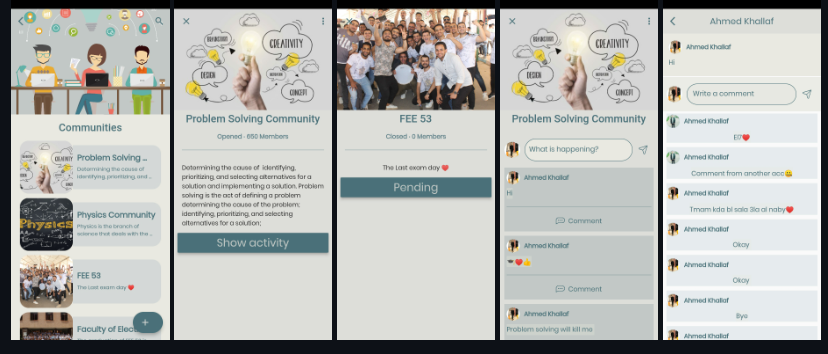 Communities
Problem Solving ...
Determining the cause of
identifying, prioritizing, and ...
Physics Community
Physics is the branch of
science that deals with the...
FEE 53
The Last exam day ❤️
Faculty of Elec
+
CREATIVITY
DESIGN
CONCEPT
Problem Solving Community
Opened - 650 Members
Determining the cause of identifying,
prioritizing, and selecting alternatives for a
solution and implementing a solution. Problem
solving is the act of defining a problem
determining the cause of the problem;
identifying, prioritizing, and selecting
alternatives for a solution;
Show activity
FEE 53
Closed - 0 Members
The Last exam day ❤️
Pending
CREATIVITY
DESIGN
CONCEPT
Problem Solving Community
What is happening?
Ahmed Khallaf
Hi
Comment
Ahmed Khallaf
Comment
Ahmed Khallaf
Problem solving will kill me
Ahmed Khallaf
Ahmed Khallaf
Hi
Write a comment
Ahmed Khallaf
El7❤️
Ahmed Khallaf
Comment from another acc
Ahmed Khallaf
Tmam kda bl sala 3la al naby❤️
Ahmed Khallaf
Okay
Ahmed Khallaf
Okay
Ahmed Khallaf
Bye
Ahmed Khallaf